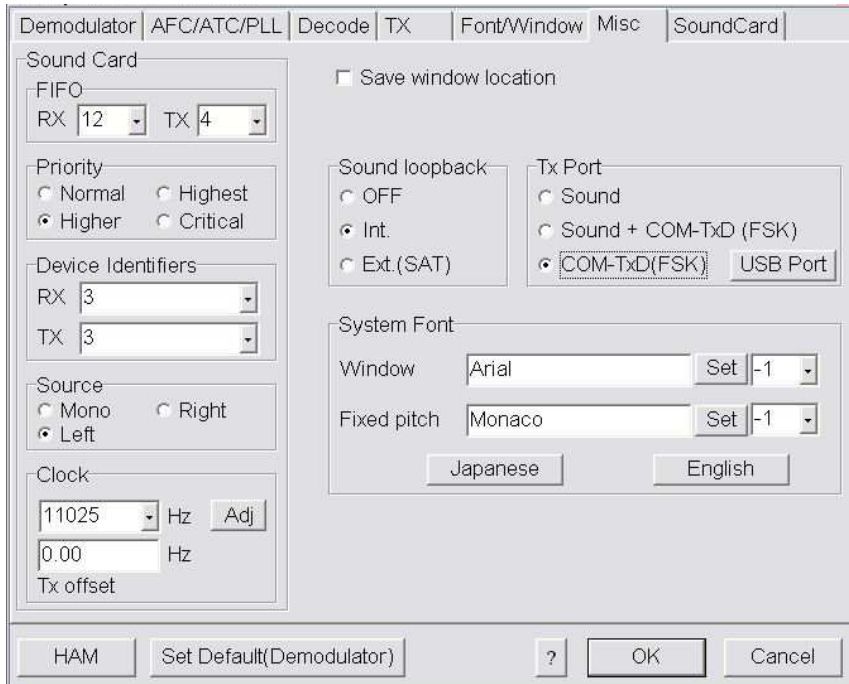 Demodulator AFC/ATC/PLL Decode TX Font/Window Misc SoundCard
Sound Card
FIFO
RX 12 TX 4
Priority
Normal Highest
Higher Critical
Device Identifiers
RX 3
TX 3
Source
Mono Right
Left
Clock
11025 Hz Adj
0.00 Hz
Tx offset
Save window location
Sound loopback
OFF
Int.
Ext.(SAT)
Tx Port
Sound
Sound + COM-TxD (FSK)
COM-TxD(FSK) USB Port
System Font
Window Arial Set -1
Fixed pitch Monaco Set -1
Japanese English
HAM Set Default(Demodulator) ? OK Cancel